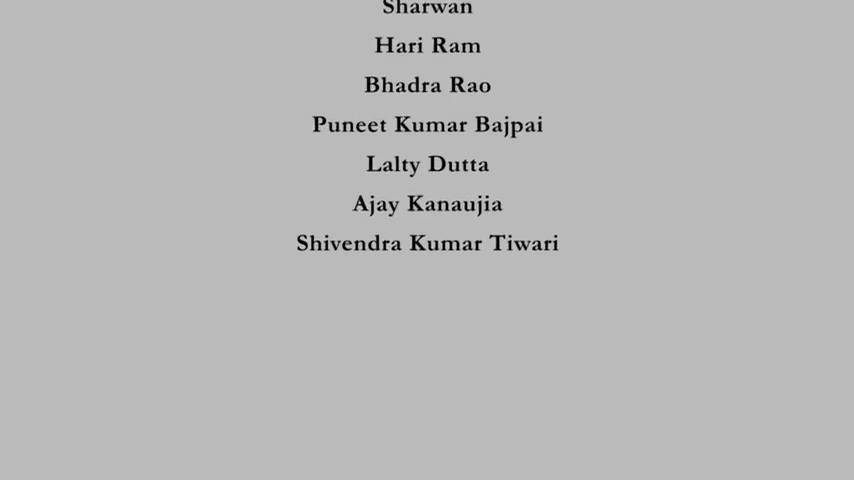 Sharwan
Hari Ram
Bhadra Rao
Puneet Kumar Bajpai
Lalty Dutta
Ajay Kanaujia
Shivendra Kumar Tiwari